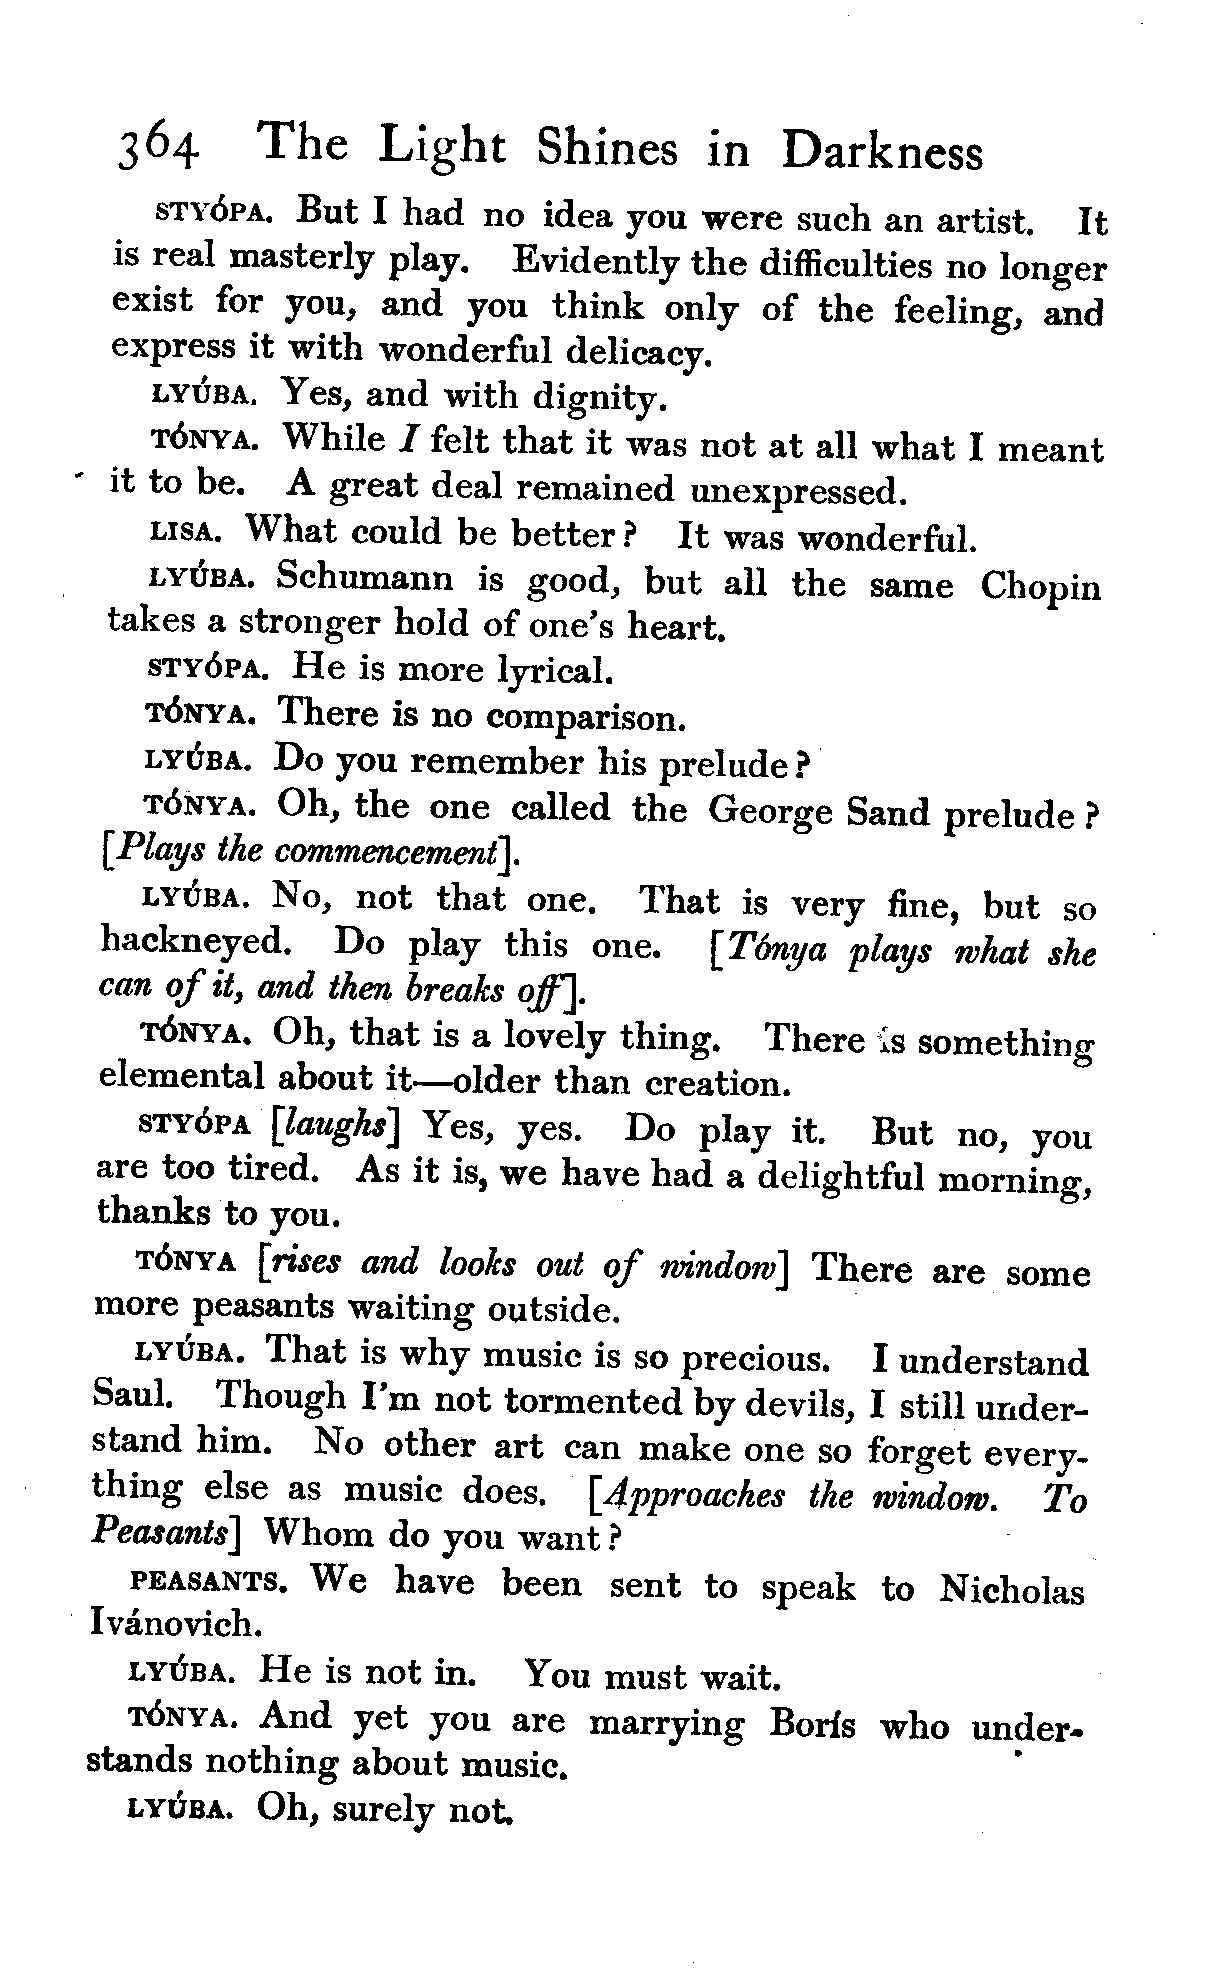 364 The Light Shines in Darkness
STYÓPA. But I had no idea you were such an artist. It
is real masterly play. Evidently the difficulties no longer
exist for you, and you think only of the feeling, and
express it with wonderful delicacy.
LYÚBA. Yes, and with dignity.
TÓNYA. While I felt that it was not at all what I meant
it to be. A great deal remained unexpressed.
LISA. What could be better? It was wonderful.
LYÚBA. Schumann is good, but all the same Chopin
takes a stronger hold of one's heart.
STYÓPA. He is more lyrical.
TÓNYA. There is no comparison.
LYÚBA. Do you remember his prelude?
TÓNYA. Oh, the one called the George Sand prelude?
[Plays the commencement].
LYÚBA. No, not that one. That is very fine, but so
hackneyed. Do play this one. [Tónya plays what she
can of it, and then breaks off].
TÓNYA. Oh, that is a lovely thing. There is something
elemental about it—older than creation.
STYÓPA [laughs] Yes, yes. Do play it. But no, you
are too tired. As it is, we have had a delightful morning,
thanks to you.
TÓNYA [rises and looks out of window] There are some
more peasants waiting outside.
LYÚBA. That is why music is so precious. I understand
Saul. Though I'm not tormented by devils, I still under-
stand him. No other art can make one so forget every-
thing else as music does. [Approaches the window. To
Peasants] Whom do you want?
PEASANTS. We have been sent to speak to Nicholas
Ivánovich.
LYÚBA. He is not in. You must wait.
TÓNYA. And yet you are marrying Borís who under-
stands nothing about music.
LYÚBA. Oh, surely not.